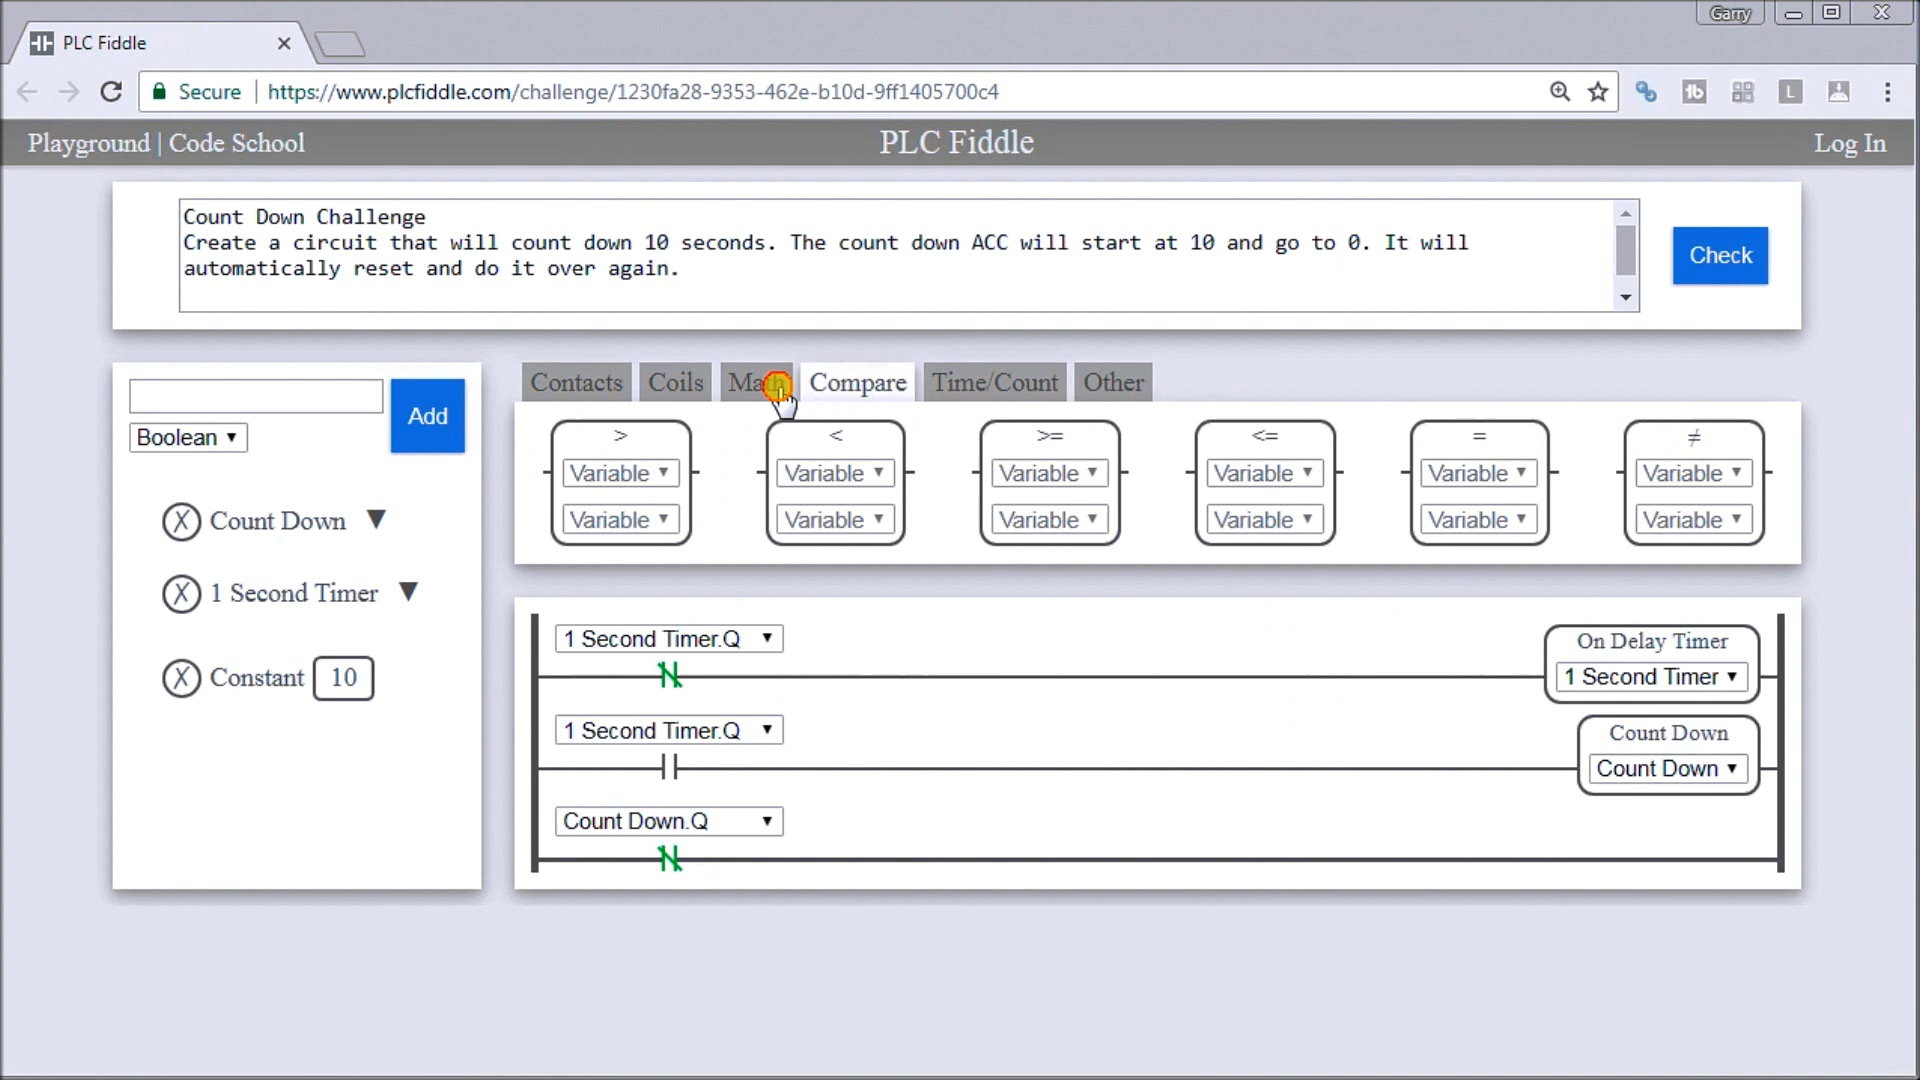 Garry
PLC Fiddle
Secure
https://www.plcfiddle.com/challenge/1230fa28-9353-462e-b10d-9ff1405700c4
Playground | Code School
PLC Fiddle
Log In
Count Down Challenge
Create a circuit that will count down 10 seconds. The count down ACC will start at 10 and go to 0. It will
automatically reset and do it over again.
Check
Contacts Coils Math Compare Time/Count Other
Add
Boolean
> < >= <= = ≠
Variable Variable Variable Variable Variable Variable
Variable Variable Variable Variable Variable Variable
X Count Down
X 1 Second Timer
X Constant 10
1 Second Timer.Q
On Delay Timer
1 Second Timer
1 Second Timer.Q
Count Down
Count Down
Count Down.Q